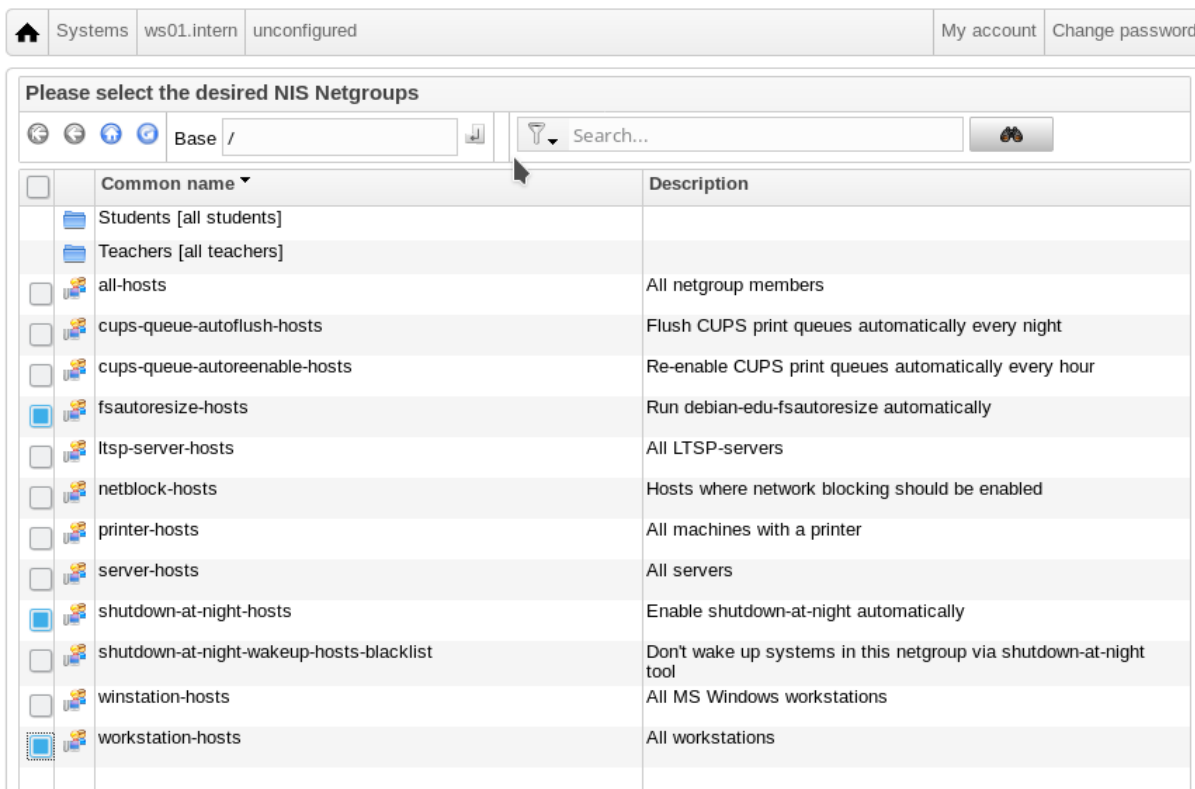 Systems ws01.intern unconfigured My account Change password
Please select the desired NIS Netgroups
Base / Search...
Common name Description
Students [all students]
Teachers [all teachers]
all-hosts All netgroup members
cups-queue-autoflush-hosts Flush CUPS print queues automatically every night
cups-queue-autoreenable-hosts Re-enable CUPS print queues automatically every hour
fsautoresize-hosts Run debian-edu-fsautoresize automatically
ltsp-server-hosts All LTSP-servers
netblock-hosts Hosts where network blocking should be enabled
printer-hosts All machines with a printer
server-hosts All servers
shutdown-at-night-hosts Enable shutdown-at-night automatically
shutdown-at-night-wakeup-hosts-blacklist Don't wake up systems in this netgroup via shutdown-at-night
tool
winstation-hosts All MS Windows workstations
workstation-hosts All workstations